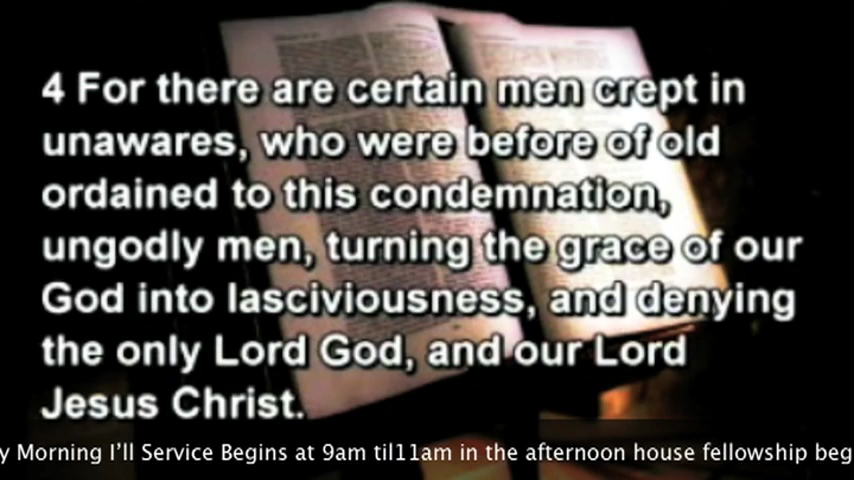 4 For there are certain men crept in
unawares, who were before of old
ordained to this condemnation,
ungodly men, turning the grace of our
God into lasciviousness, and denying
the only Lord God, and our Lord
Jesus Christ.
y Morning I’ll Service Begins at 9am til11am in the afternoon house fellowship beg